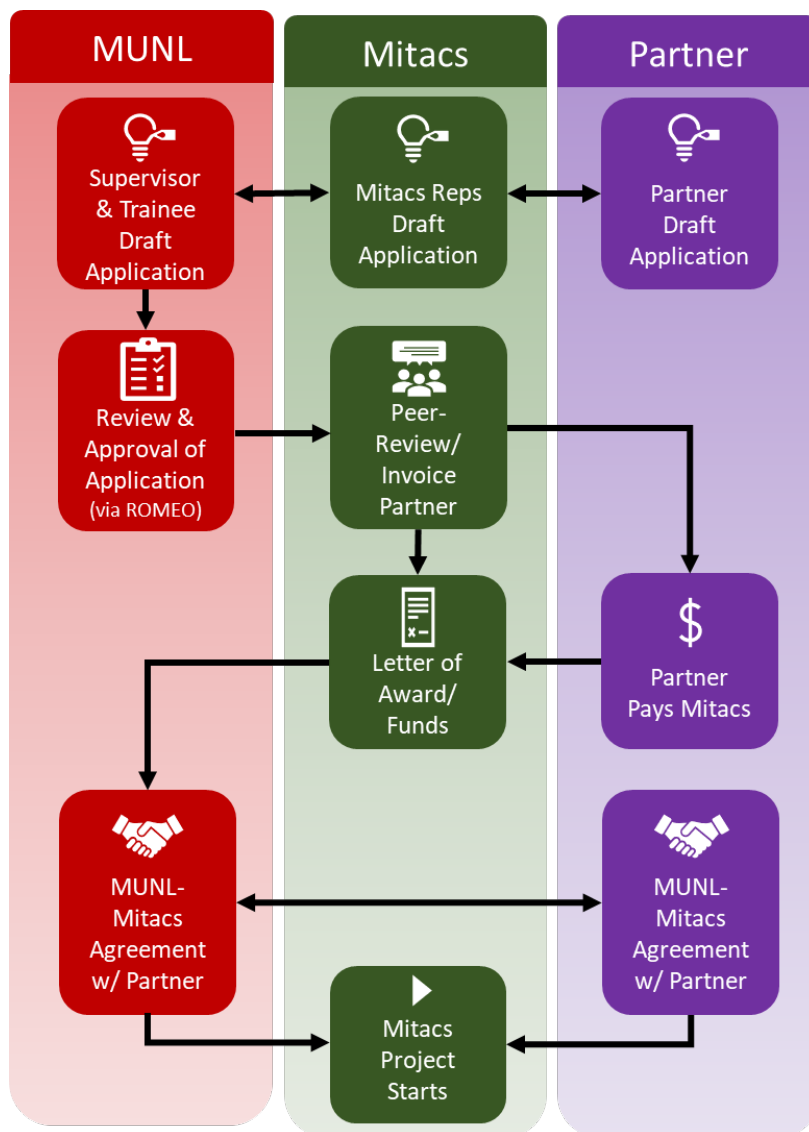 MUNL
Mitacs
Partner
Supervisor
& Trainee
Draft
Application
Mitacs Reps
Draft
Application
Partner
Draft
Application
Review &
Approval of
Application
(via ROMEO)
Peer-
Review/
Invoice
Partner
Letter of
Award/
Funds
$
Partner
Pays Mitacs
MUNL-
Mitacs
Agreement
w/ Partner
MUNL-
Mitacs
Agreement
w/ Partner
Mitacs
Project
Starts